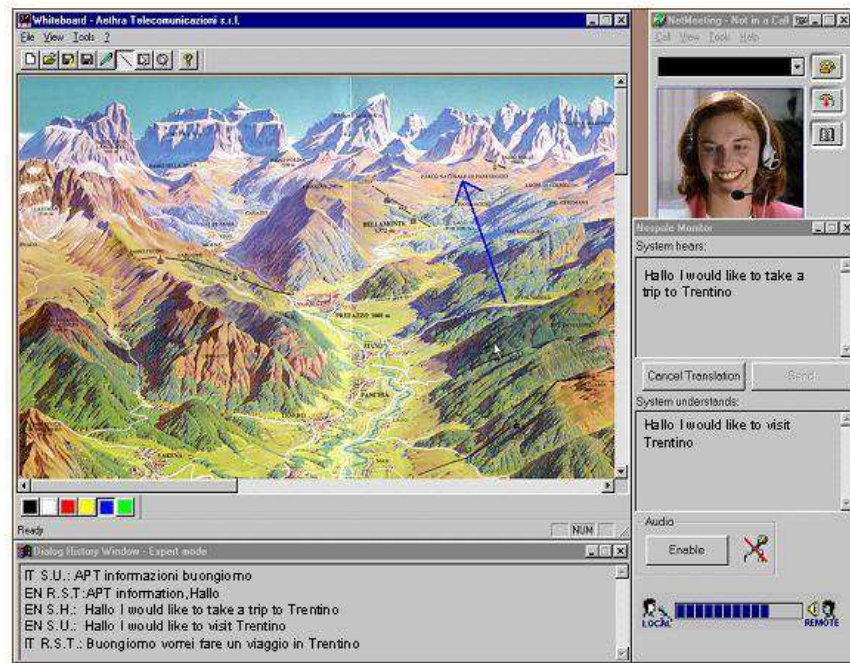 Whiteboard - Aethra Telecomunicazioni s.r.l.
File View Tools ?
BELLAMONTE
PREDAZZO 1000 m
ZIANO
PANCHIA
TESERO
Ready
NUM
NetMeeting - Not in a Call
Call View Tools Help
Nespole Monitor
System hears:
Hallo I would like to take a
trip to Trentino
Cancel Translation
Send
System understands:
Hallo I would like to visit
Trentino
Audio
Enable
LOCAL
REMOTE
Dialog History Window - Expert mode
IT S.U.: APT informazioni buongiorno
EN R.S.T:APT information,Hallo
EN S.H.: Hallo I would like to take a trip to Trentino
EN S.U.: Hallo I would like to visit Trentino
IT R.S.T.: Buongiorno vorrei fare un viaggio in Trentino